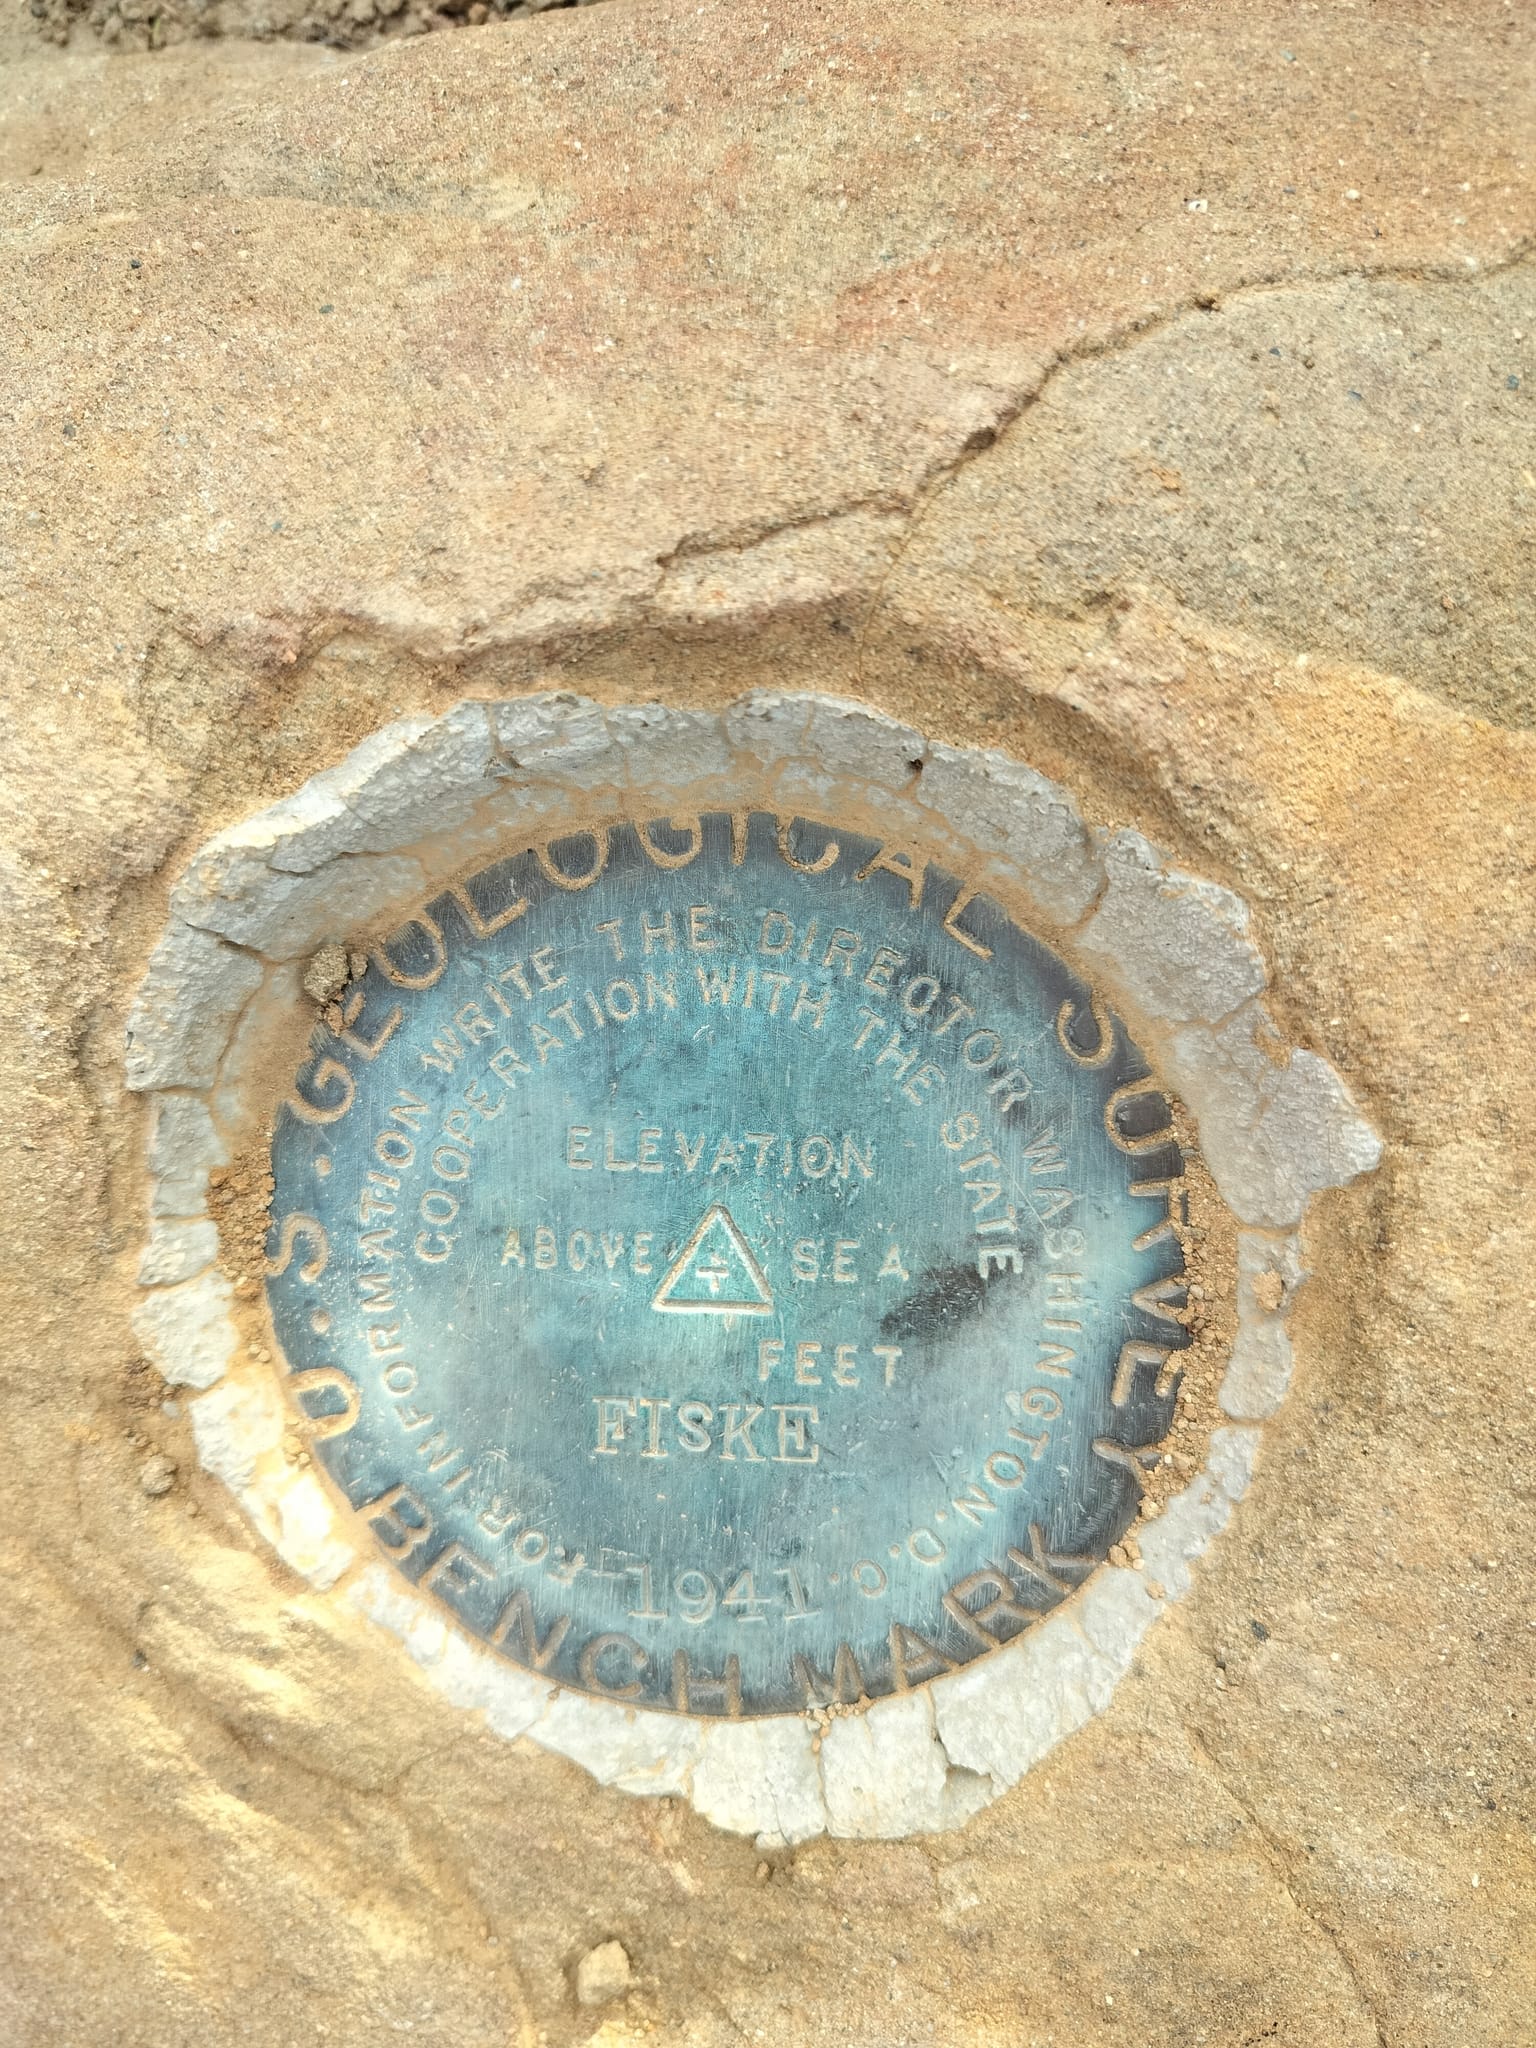 U.S. GEOLOGICAL SURVEY
FOR INFORMATION WRITE THE DIRECTOR WASHINGTON. D.C.
COOPERATION WITH THE STATE
ELEVATION
ABOVE SEA
FEET
FISKE
1941
BENCH MARK